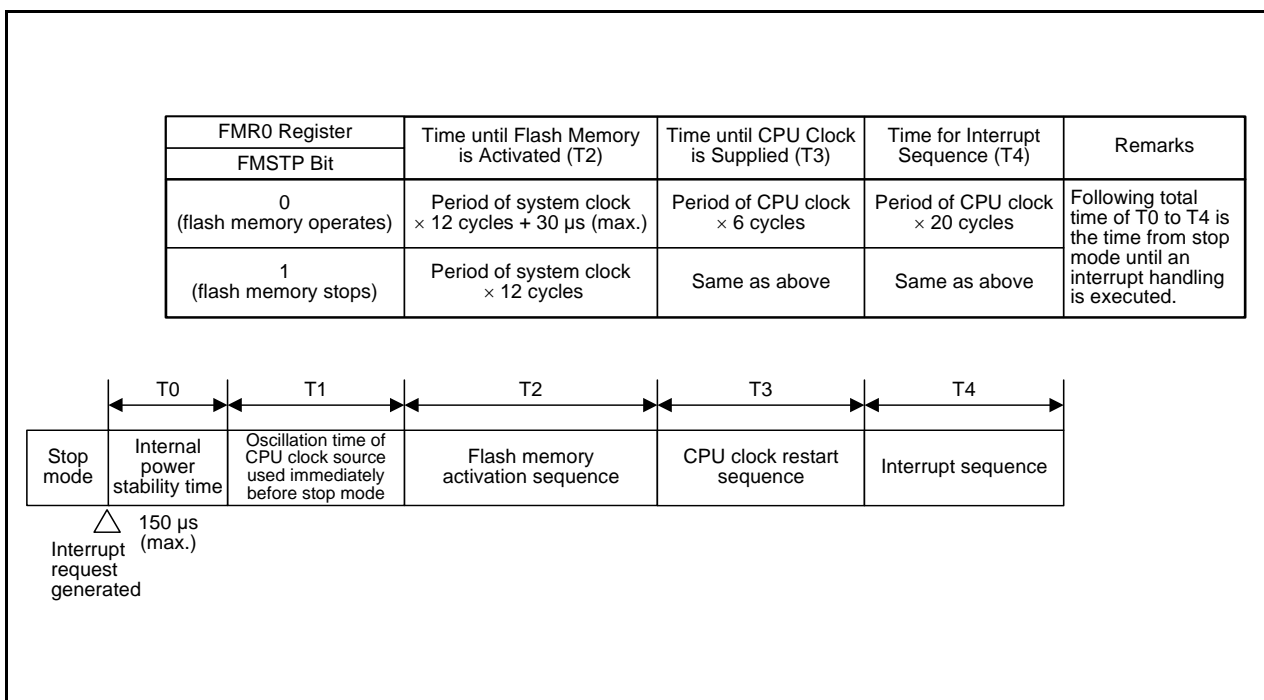 FMR0 Register
FMSTP Bit
Time until Flash Memory
is Activated (T2)
Time until CPU Clock
is Supplied (T3)
Time for Interrupt
Sequence (T4)
Remarks
0
(flash memory operates)
Period of system clock
× 12 cycles + 30 µs (max.)
Period of CPU clock
× 6 cycles
Period of CPU clock
× 20 cycles
Following total
time of T0 to T4 is
the time from stop
mode until an
interrupt handling
is executed.
1
(flash memory stops)
Period of system clock
× 12 cycles
Same as above
Same as above
T0
T1
T2
T3
T4
Stop
mode
Internal
power
stability time
Oscillation time of
CPU clock source
used immediately
before stop mode
Flash memory
activation sequence
CPU clock restart
sequence
Interrupt sequence
150 µs
(max.)
Interrupt
request
generated